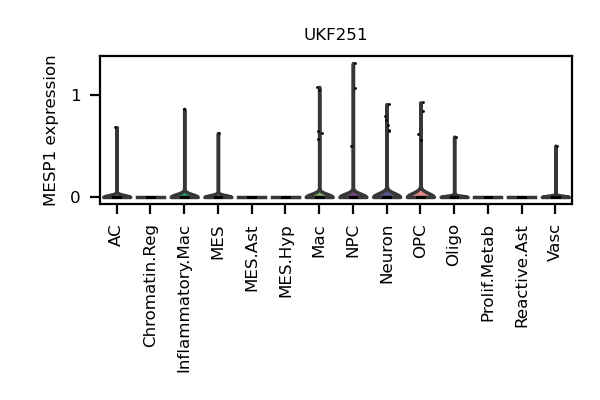 UKF251
MESP1 expression
1
0
AC
Chromatin.Reg
Inflammatory.Mac
MES
MES.Ast
MES.Hyp
Mac
NPC
Neuron
OPC
Oligo
Prolif.Metab
Reactive.Ast
Vasc